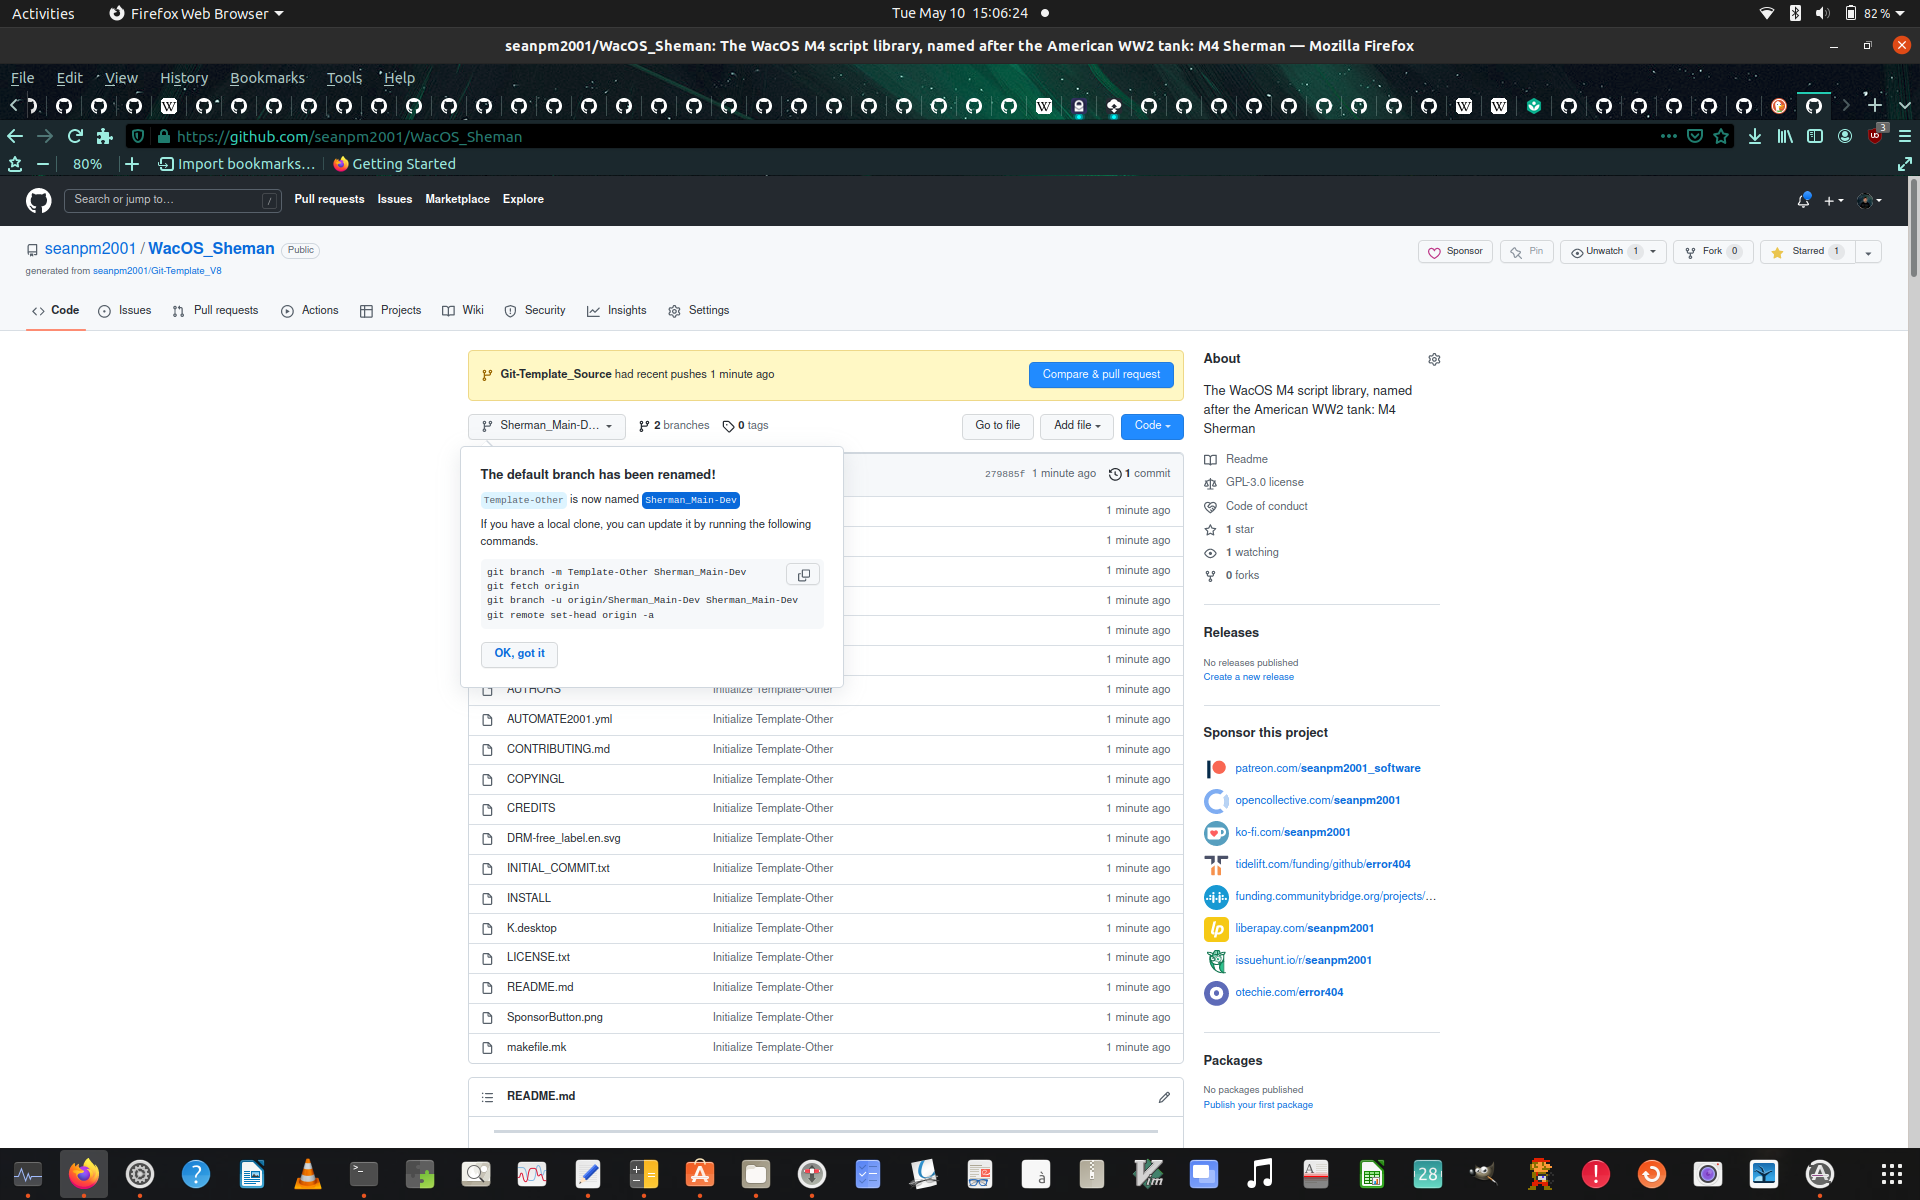 Activities
Firefox Web Browser
Tue May 10 15:06:24
82 %
seanpm2001/WacOS_Sheman: The WacOS M4 script library, named after the American WW2 tank: M4 Sherman — Mozilla Firefox
File Edit View History Bookmarks Tools Help
https://github.com/seanpm2001/WacOS_Sheman
3
80%
Import bookmarks...
Getting Started
Search or jump to...
/
Pull requests
Issues
Marketplace
Explore
seanpm2001 / WacOS_Sheman
Public
generated from seanpm2001/Git-Template_V8
Sponsor
Pin
Unwatch 1
Fork 0
Starred 1
Code
Issues
Pull requests
Actions
Projects
Wiki
Security
Insights
Settings
Git-Template_Source had recent pushes 1 minute ago
Compare & pull request
Sherman_Main-D...
2 branches
0 tags
Go to file
Add file
Code
279885f 1 minute ago
1 commit
The default branch has been renamed!
Template-Other is now named Sherman_Main-Dev
If you have a local clone, you can update it by running the following
commands.
git branch -m Template-Other Sherman_Main-Dev
git fetch origin
git branch -u origin/Sherman_Main-Dev Sherman_Main-Dev
git remote set-head origin -a
OK, got it
1 minute ago
1 minute ago
1 minute ago
1 minute ago
1 minute ago
1 minute ago
AUTHORS Initialize Template-Other 1 minute ago
AUTOMATE2001.yml Initialize Template-Other 1 minute ago
CONTRIBUTING.md Initialize Template-Other 1 minute ago
COPYINGL Initialize Template-Other 1 minute ago
CREDITS Initialize Template-Other 1 minute ago
DRM-free_label.en.svg Initialize Template-Other 1 minute ago
INITIAL_COMMIT.txt Initialize Template-Other 1 minute ago
INSTALL Initialize Template-Other 1 minute ago
K.desktop Initialize Template-Other 1 minute ago
LICENSE.txt Initialize Template-Other 1 minute ago
README.md Initialize Template-Other 1 minute ago
SponsorButton.png Initialize Template-Other 1 minute ago
makefile.mk Initialize Template-Other 1 minute ago
README.md
About
The WacOS M4 script library, named
after the American WW2 tank: M4
Sherman
Readme
GPL-3.0 license
Code of conduct
1 star
1 watching
0 forks
Releases
No releases published
Create a new release
Sponsor this project
patreon.com/seanpm2001_software
opencollective.com/seanpm2001
ko-fi.com/seanpm2001
tidelift.com/funding/github/error404
funding.communitybridge.org/projects/...
liberapay.com/seanpm2001
issuehunt.io/r/seanpm2001
otechie.com/error404
Packages
No packages published
Publish your first package
28